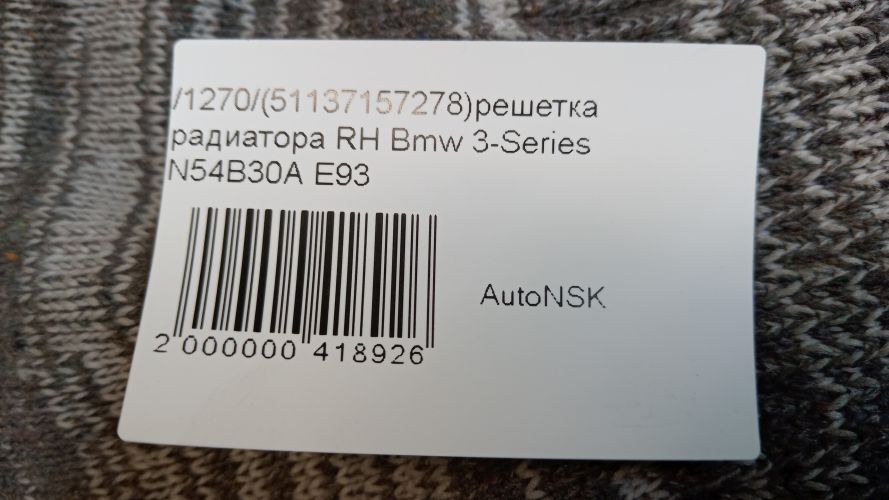 /1270/(51137157278)решетка
радиатора RH Bmw 3-Series
N54B30A E93
AutoNSK
2 000000 418926